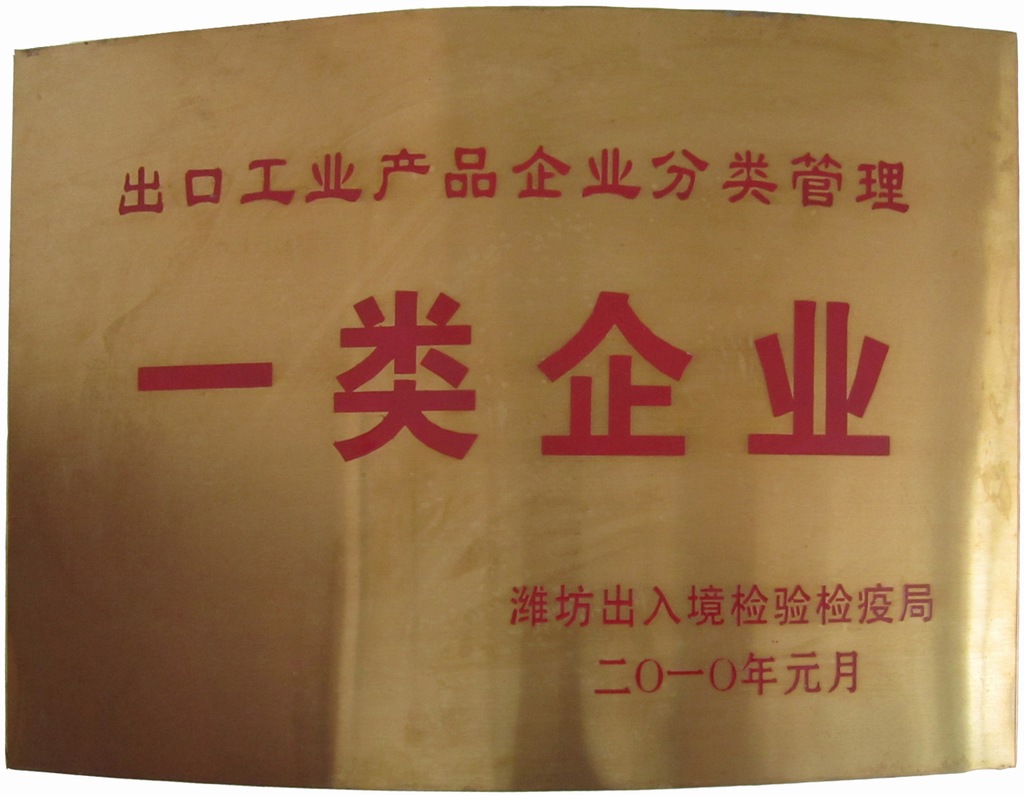 出口工业产品企业分类管理
一类企业
潍坊出入境检验检疫局
二〇一〇年元月